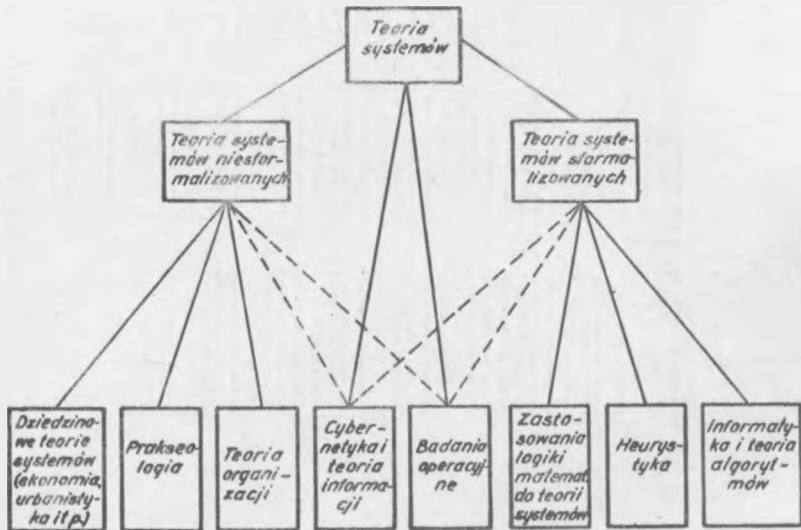 Teoria
systemów
Teoria syste-
mów niesfor-
malizowanych
Teoria syste-
mów sforma-
lizowanych
Dziedzino-
we teorie
systemów
(ekonomia,
urbanisty-
ka itp.)
Prakseo-
logia
Teoria
organi-
zacji
Cyber-
netyka i
teoria
informa-
cji
Badania
operacyj-
ne
Zasto-
sowania
logiki
matemat.
do teorii
systemów
Heurys-
tyka
Informaty-
ka i teoria
algoryt-
mów